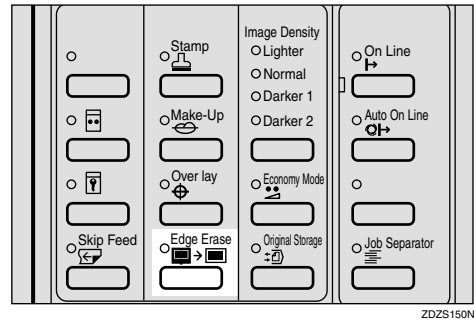 Image Density
Stamp
Lighter
On Line
Normal
Darker 1
Make-Up
Darker 2
Auto On Line
Over lay
Economy Mode
Skip Feed
Edge Erase
Original Storage
Job Separator
ZDZS150N